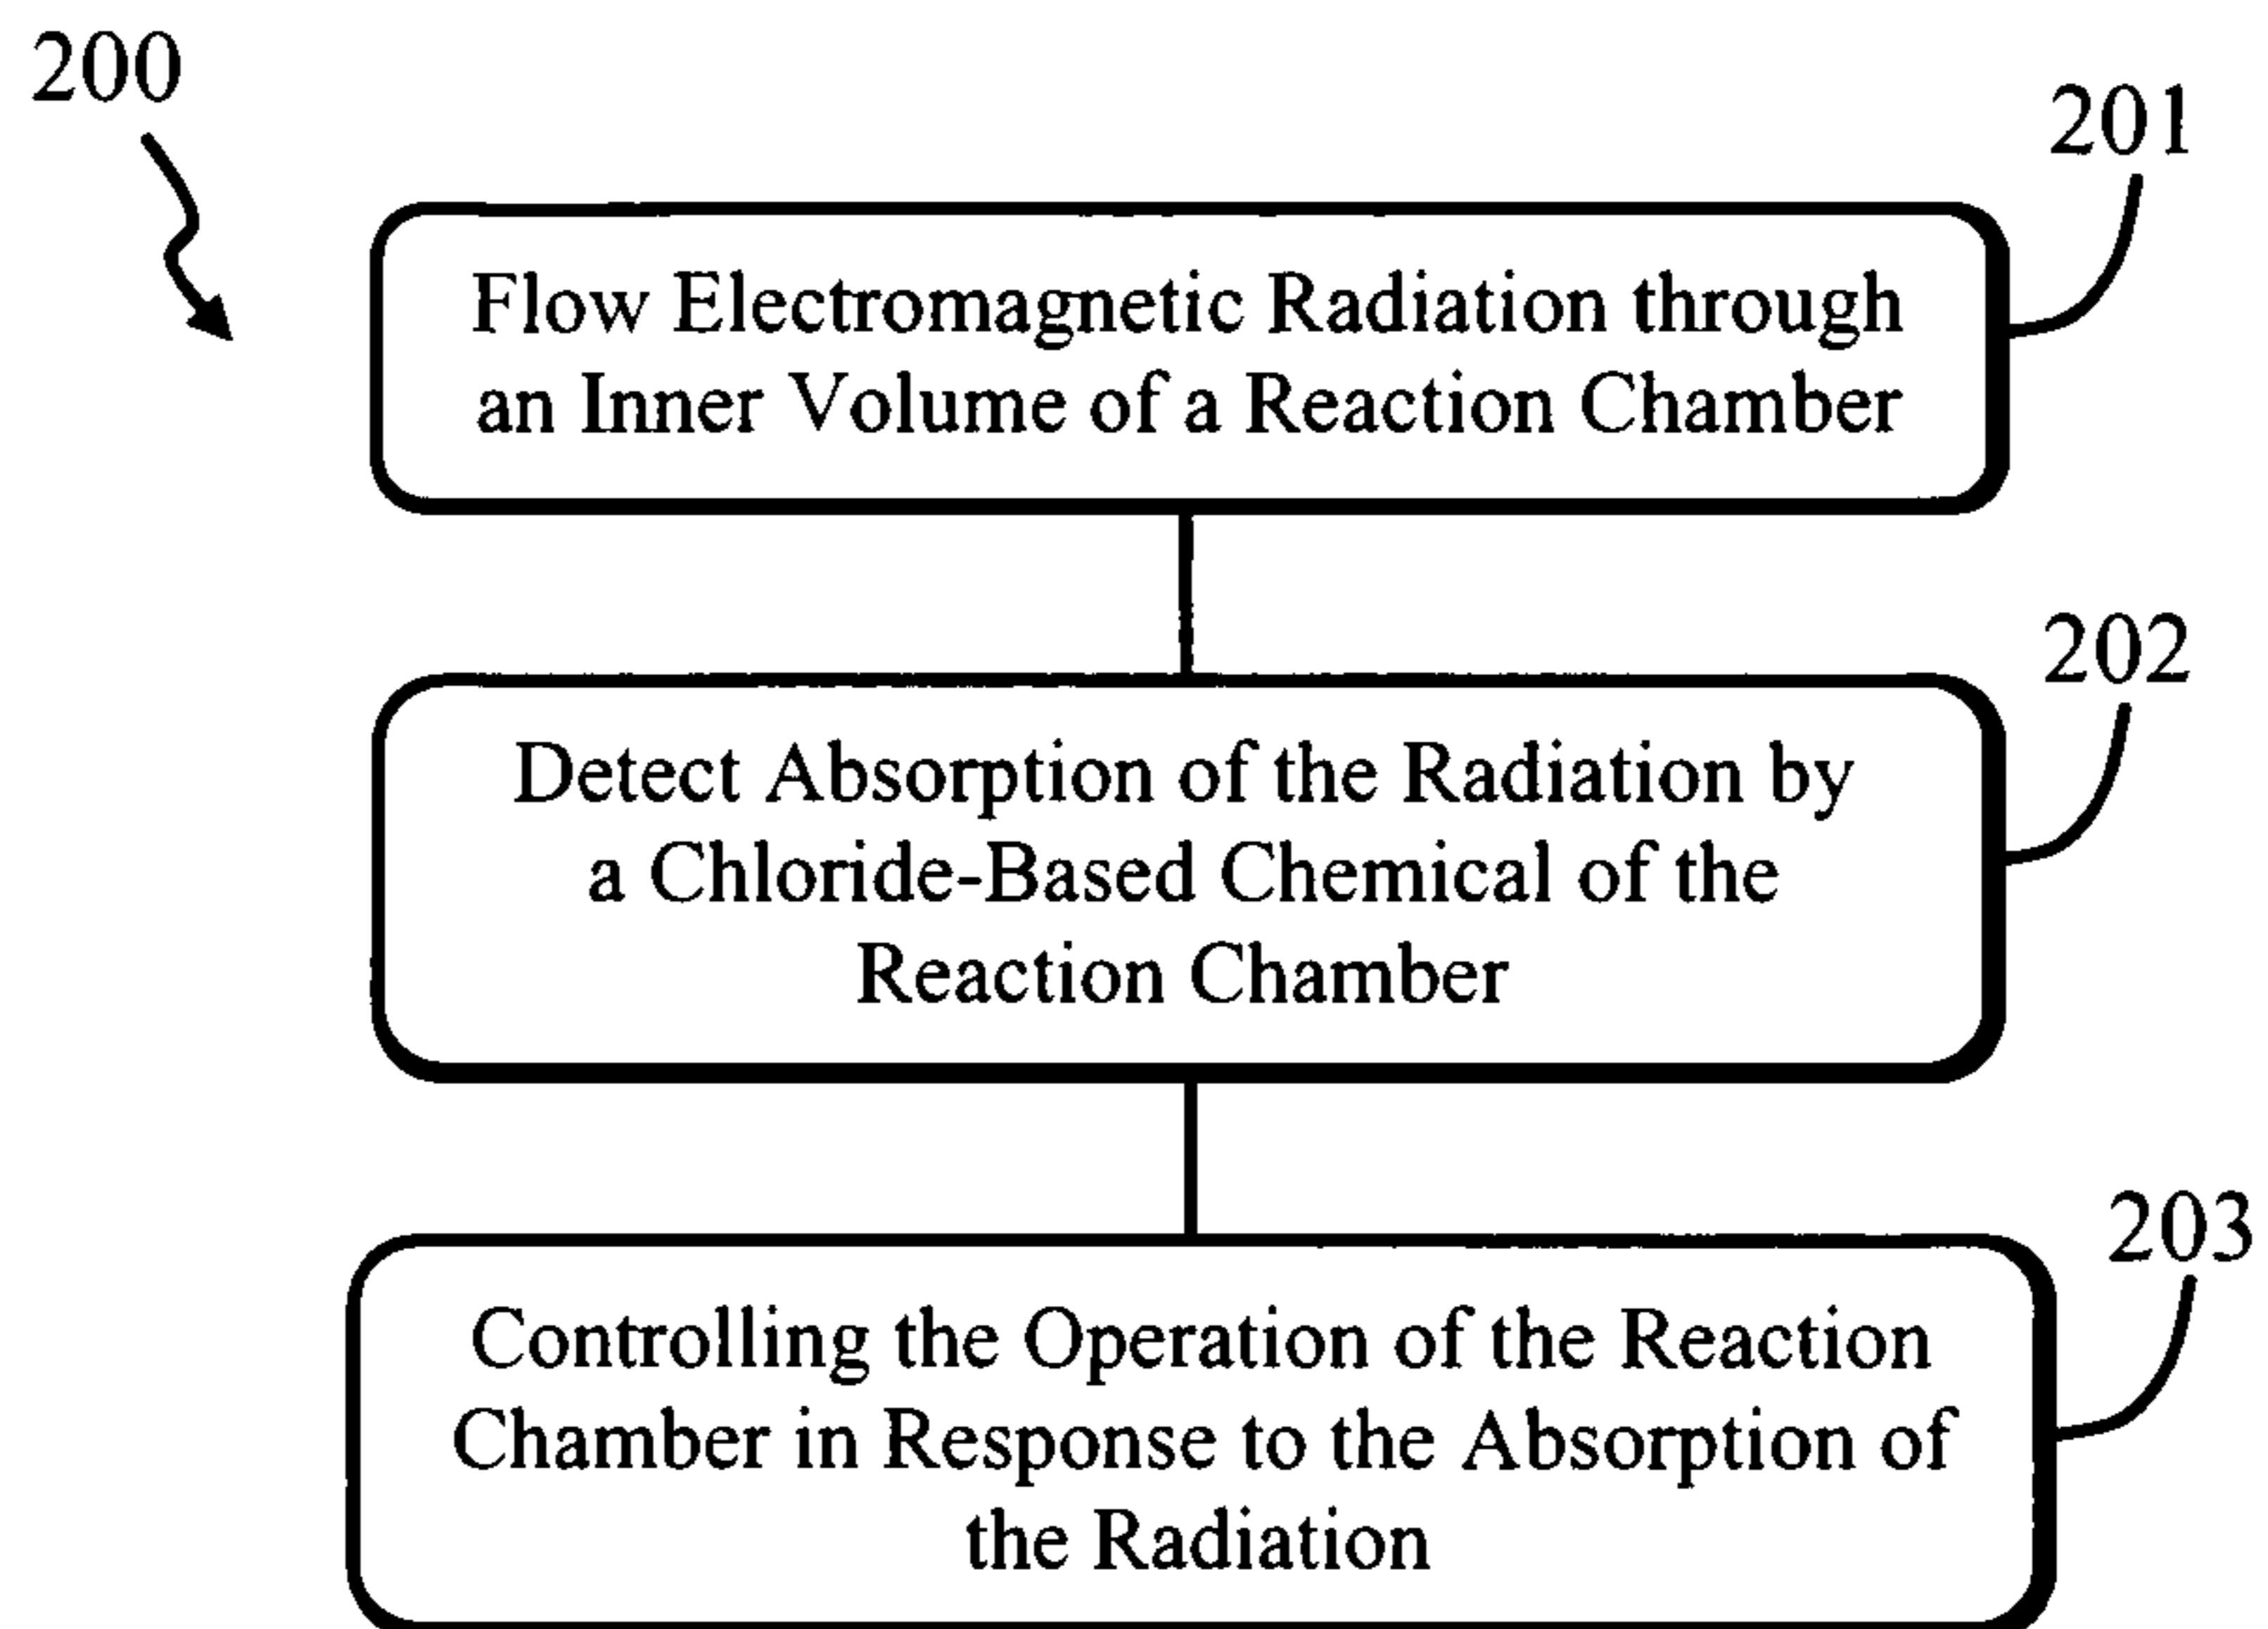 200
201
Flow Electromagnetic Radiation through
an Inner Volume of a Reaction Chamber
202
Detect Absorption of the Radiation by
a Chloride-Based Chemical of the
Reaction Chamber
203
Controlling the Operation of the Reaction
Chamber in Response to the Absorption of
the Radiation